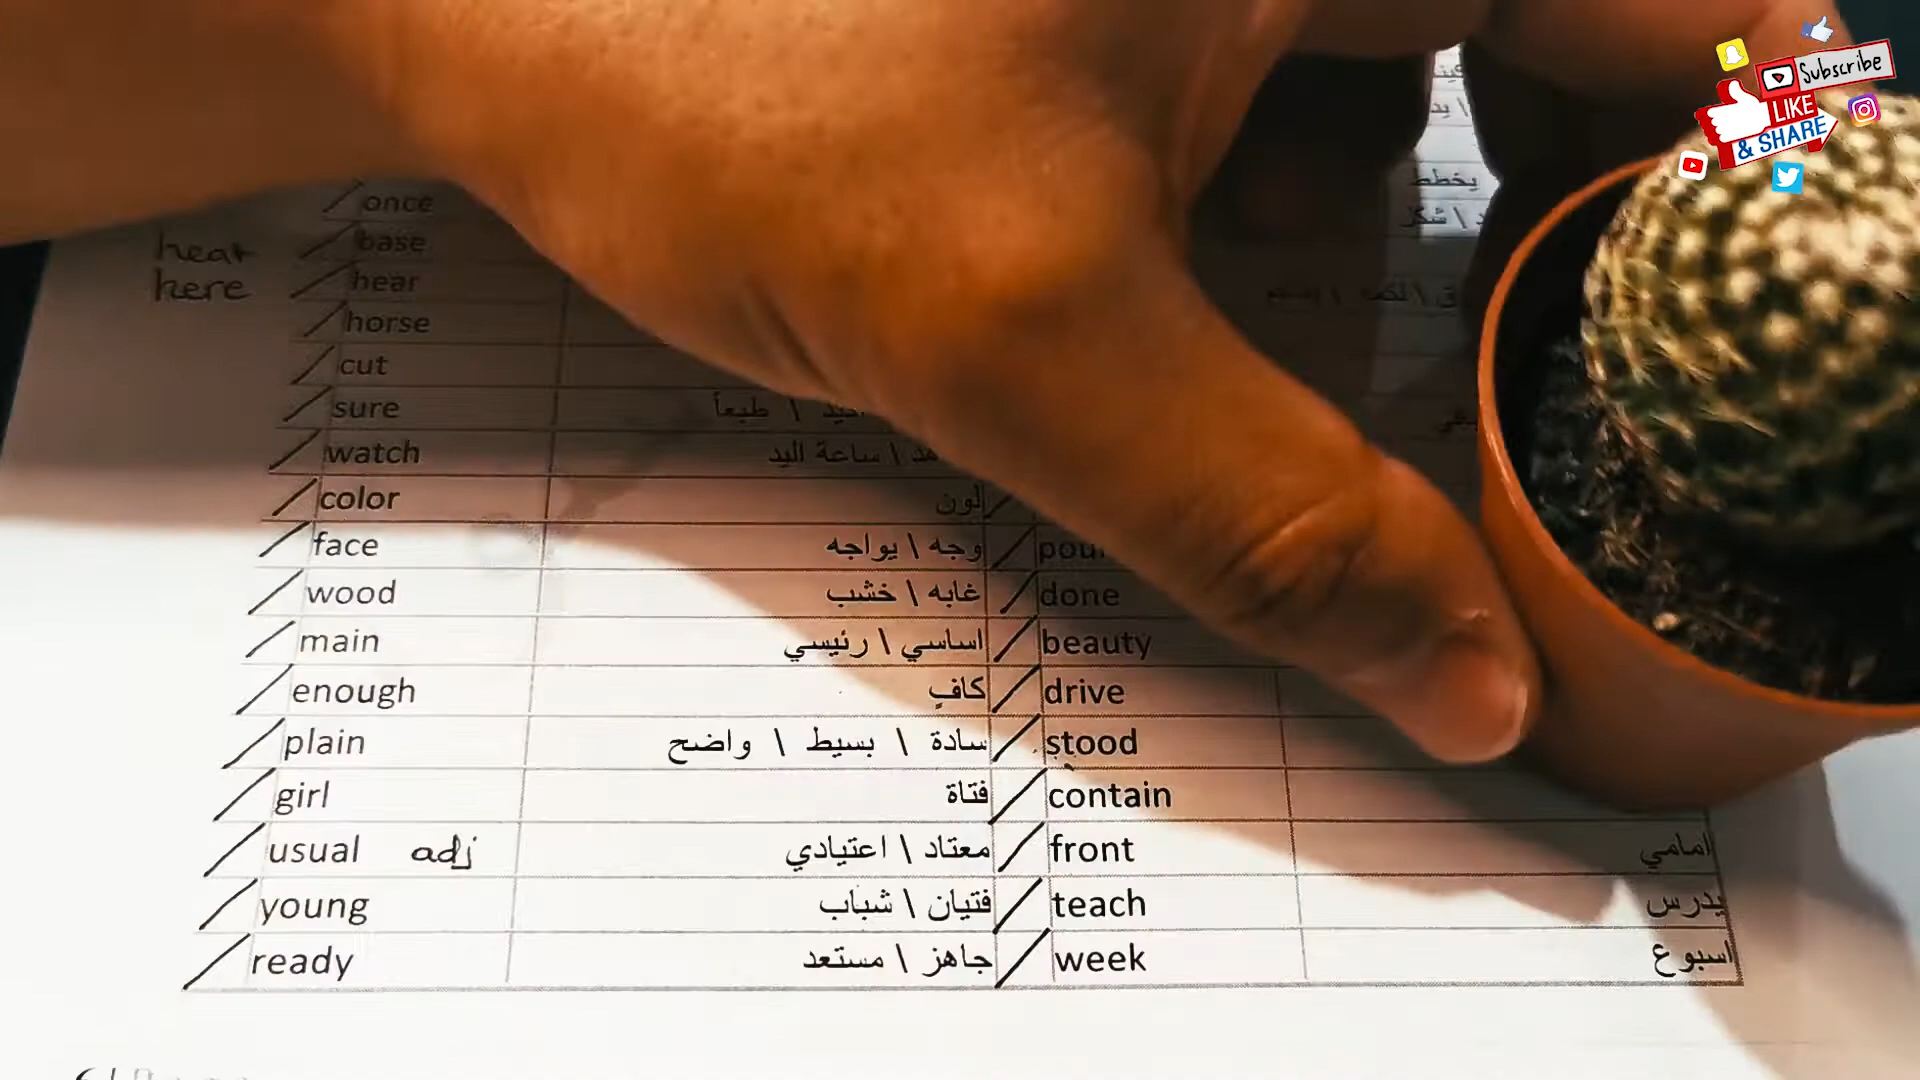 Subscribe
LIKE
& SHARE
يخطط
once
heat base
here hear
horse
cut
sure \ طبعاً
watch \ ساعة اليد
color لون
face وجه \ يواجه
wood غابه \ خشب done
main اساسي \ رئيسي beauty
enough كافٍ drive
plain سادة \ بسيط \ واضح stood
girl فتاة contain
usual adj معتاد \ اعتيادي front امامي
young فتيان \ شباب teach يدرس
ready جاهز \ مستعد week اسبوع